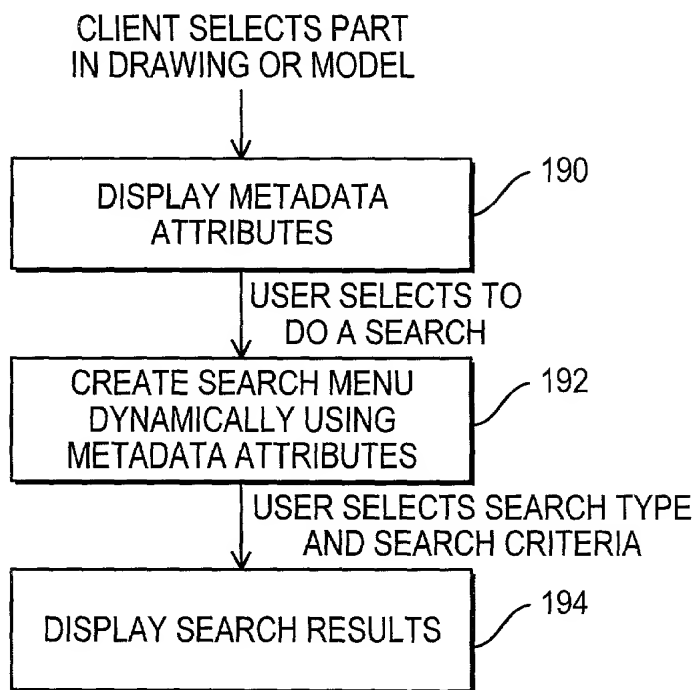 CLIENT SELECTS PART
IN DRAWING OR MODEL
190
DISPLAY METADATA
ATTRIBUTES
USER SELECTS TO
DO A SEARCH
192
CREATE SEARCH MENU
DYNAMICALLY USING
METADATA ATTRIBUTES
USER SELECTS SEARCH TYPE
AND SEARCH CRITERIA
194
DISPLAY SEARCH RESULTS